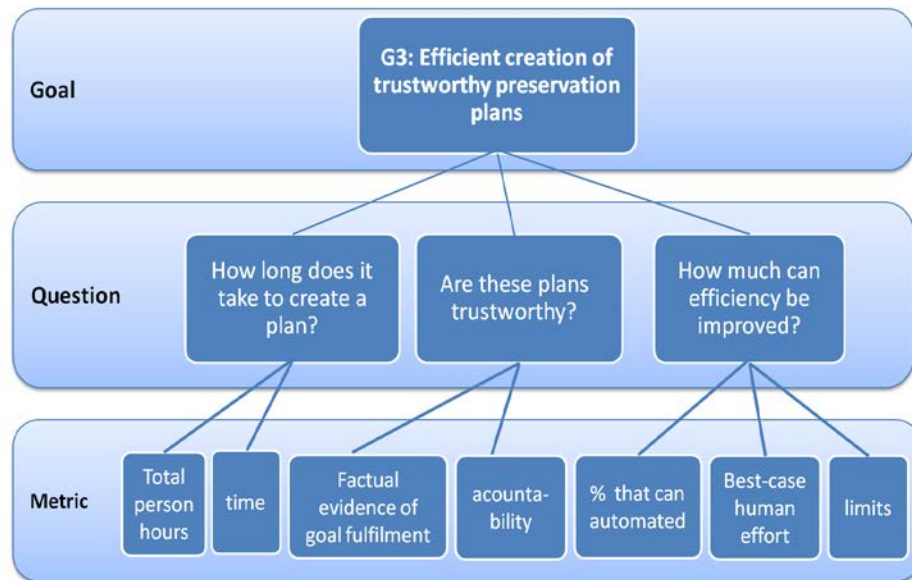 Goal
G3: Efficient creation of
trustworthy preservation
plans
Question
How long does it
take to create a
plan?
Are these plans
trustworthy?
How much can
efficiency be
improved?
Metric
Total
person
hours
time
Factual
evidence of
goal fulfilment
acounta-
bility
% that can
automated
Best-case
human
effort
limits